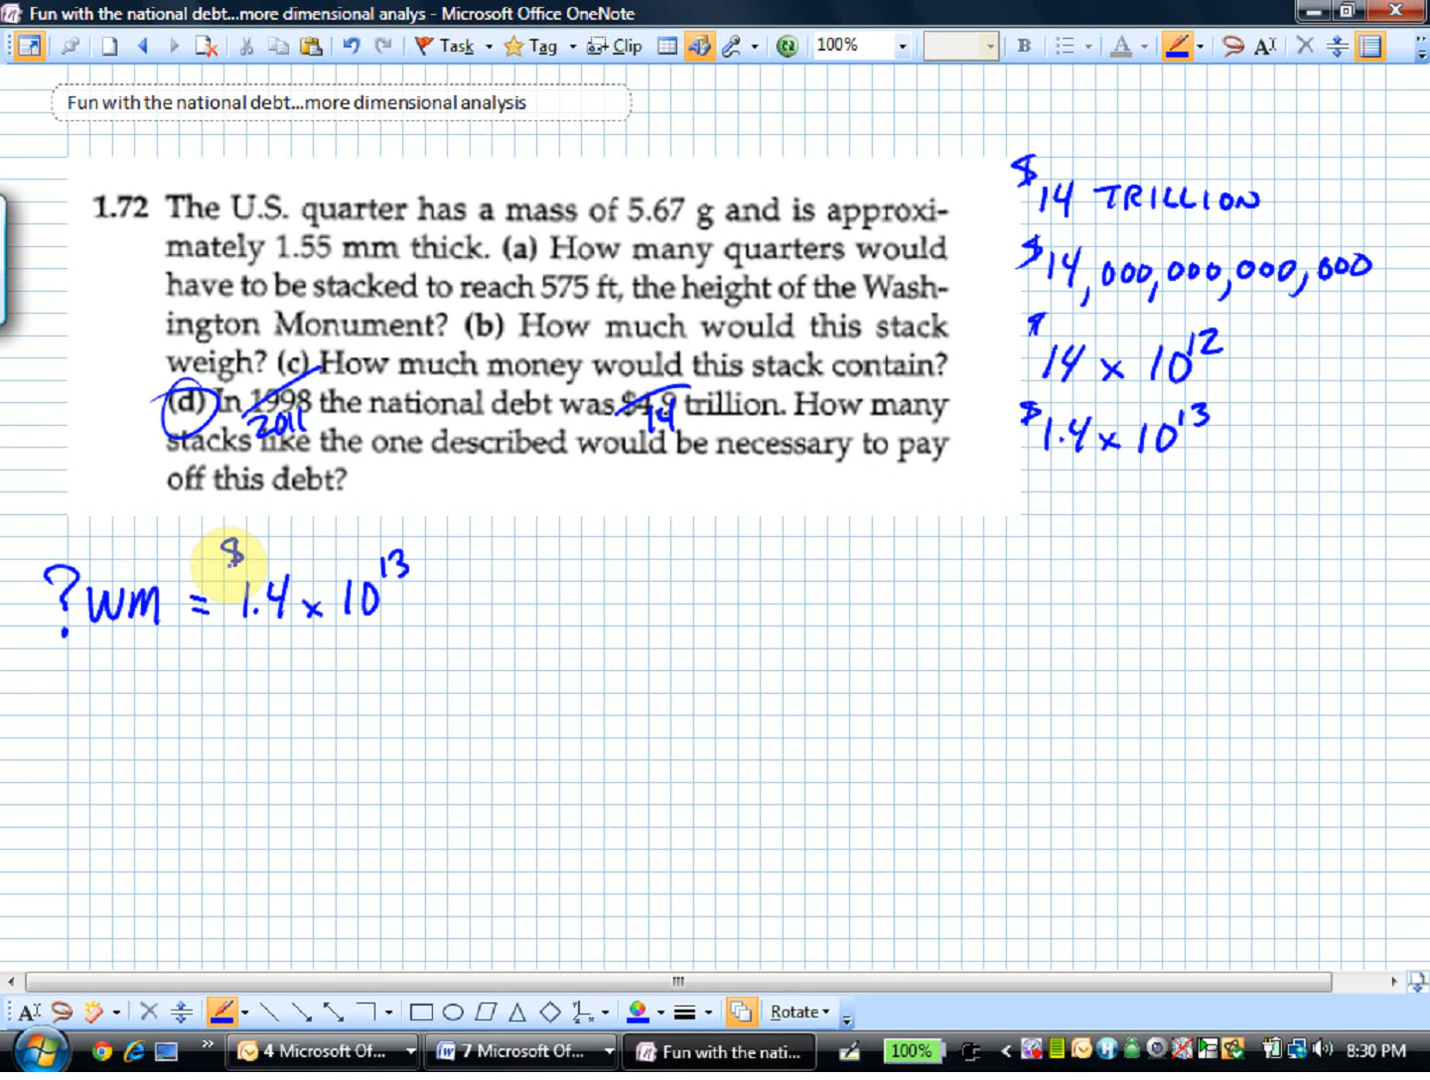 Fun with the national debt...more dimensional analys - Microsoft Office OneNote
Task Tag Clip 100% B A A
Fun with the national debt...more dimensional analysis
1.72 The U.S. quarter has a mass of 5.67 g and is approxi-
mately 1.55 mm thick. (a) How many quarters would
have to be stacked to reach 575 ft, the height of the Wash-
ington Monument? (b) How much would this stack
weigh? (c) How much money would this stack contain?
(d) In 1998 the national debt was $4.9 trillion. How many
2011 14
stacks like the one described would be necessary to pay
off this debt?
$14 TRILLION
$14,000,000,000,000
$14 x 10^12
$1.4 x 10^13
? WM = $1.4 x 10^13
A Rotate
4 Microsoft Of... 7 Microsoft Of... Fun with the nati... 100% 8:30 PM